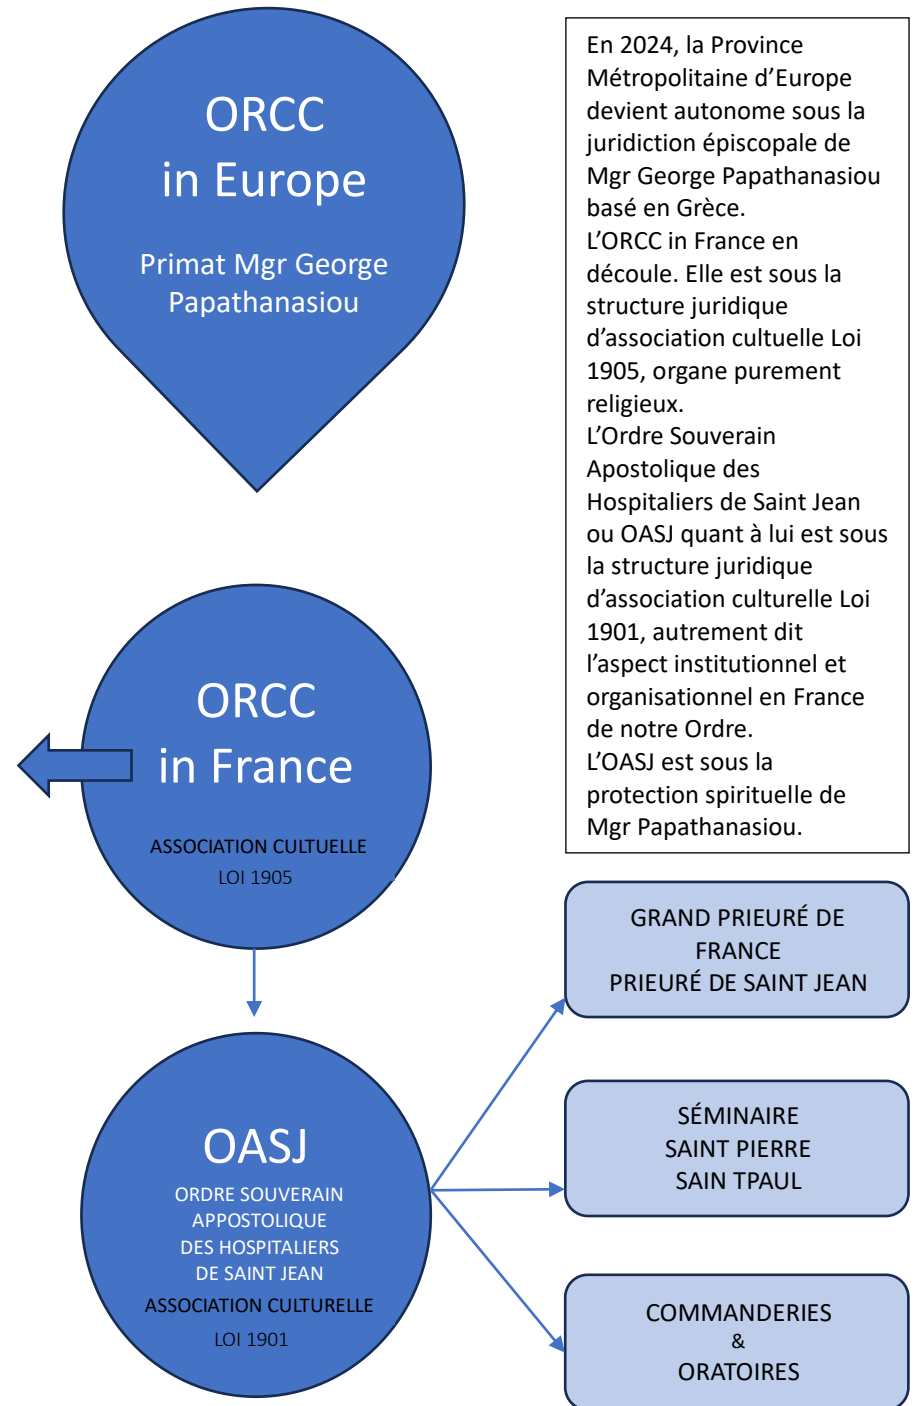 ORCC
in Europe
Primat Mgr George
Papathanasiou
En 2024, la Province
Métropolitaine d’Europe
devient autonome sous la
juridiction épiscopale de
Mgr George Papathanasiou
basé en Grèce.
L’ORCC in France en
découle. Elle est sous la
structure juridique
d’association cultuelle Loi
1905, organe purement
religieux.
L’Ordre Souverain
Apostolique des
Hospitaliers de Saint Jean
ou OASJ quant à lui est sous
la structure juridique
d’association culturelle Loi
1901, autrement dit
l’aspect institutionnel et
organisationnel en France
de notre Ordre.
L’OASJ est sous la
protection spirituelle de
Mgr Papathanasiou.
ORCC
in France
ASSOCIATION CULTUELLE
LOI 1905
OASJ
ORDRE SOUVERAIN
APPOSTOLIQUE
DES HOSPITALIERS
DE SAINT JEAN
ASSOCIATION CULTURELLE
LOI 1901
GRAND PRIEURÉ DE
FRANCE
PRIEURÉ DE SAINT JEAN
SÉMINAIRE
SAINT PIERRE
SAIN TPAUL
COMMANDERIES
&
ORATOIRES